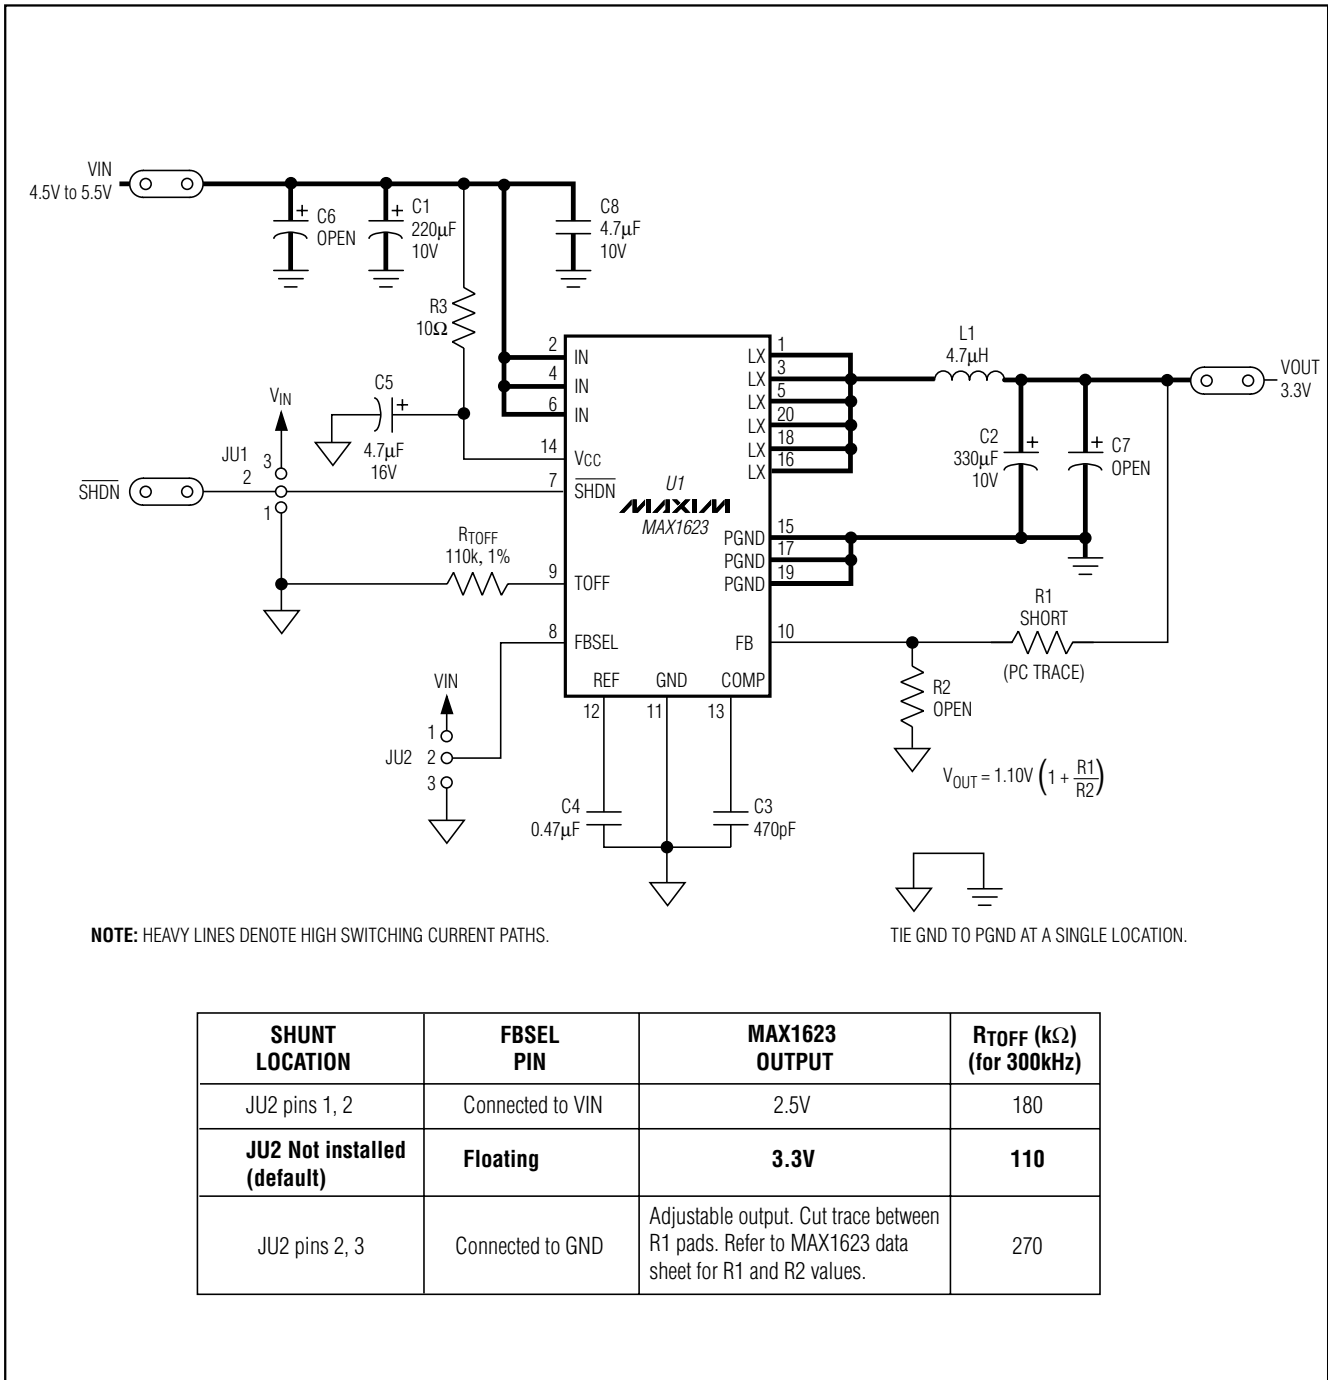 VIN
4.5V to 5.5V
C6
OPEN
C1
220μF
10V
C8
4.7μF
10V
R3
10Ω
C5
4.7μF
16V
VIN
JU1
3
2
1
SHDN
RTOFF
110k, 1%
2
IN
4
IN
6
IN
14
VCC
7
SHDN
9
TOFF
8
FBSEL
U1
MAXIM
MAX1623
1
LX
3
LX
5
LX
20
LX
18
LX
16
LX
15
PGND
17
PGND
19
PGND
10
FB
REF
GND
COMP
12
11
13
L1
4.7μH
VOUT
3.3V
C2
330μF
10V
C7
OPEN
R1
SHORT
(PC TRACE)
R2
OPEN
VOUT = 1.10V (1 + R1/R2)
VIN
JU2
1
2
3
C4
0.47μF
C3
470pF
NOTE: HEAVY LINES DENOTE HIGH SWITCHING CURRENT PATHS.
TIE GND TO PGND AT A SINGLE LOCATION.
SHUNT LOCATION
FBSEL PIN
MAX1623 OUTPUT
RTOFF (kΩ) (for 300kHz)
JU2 pins 1, 2
Connected to VIN
2.5V
180
JU2 Not installed
(default)
Floating
3.3V
110
JU2 pins 2, 3
Connected to GND
Adjustable output. Cut trace between
R1 pads. Refer to MAX1623 data
sheet for R1 and R2 values.
270
+
+
+
+
+